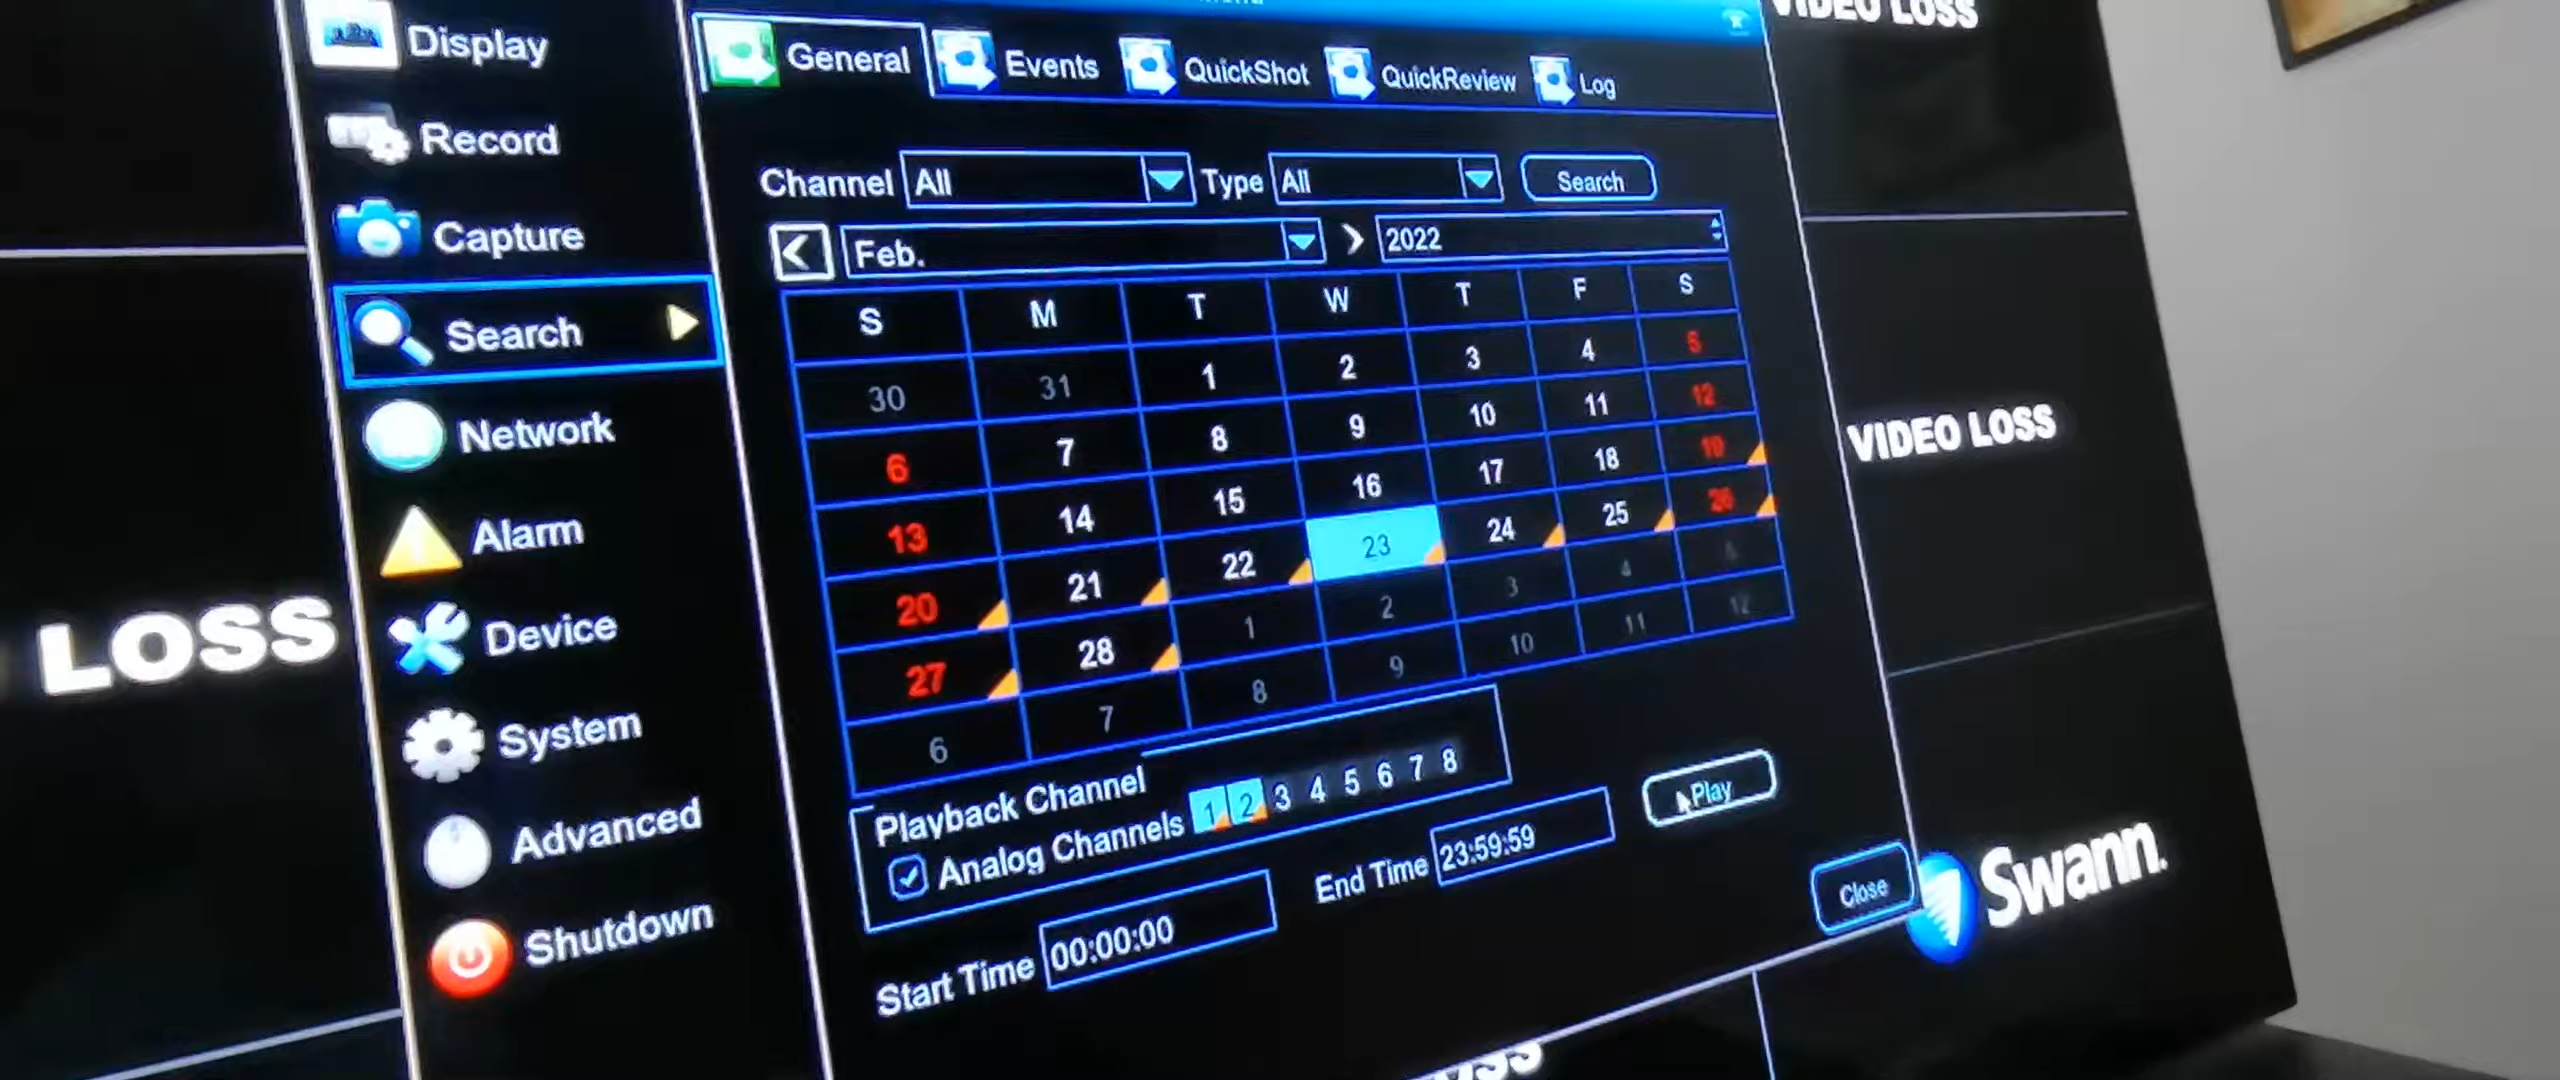 VIDEO LOSS
Display
Record
Capture
Search
Network
Alarm
Device
System
Advanced
Shutdown
General Events QuickShot QuickReview Log
Channel All Type All Search
Feb. 2022
S M T W T F S
30 31 1 2 3 4 5
6 7 8 9 10 11 12
13 14 15 16 17 18 19
20 21 22 23 24 25 26
27 28 1 2 3 4
6 7 8 9 10 11 12
Playback Channel
Analog Channels 1 2 3 4 5 6 7 8
Start Time 00:00:00 End Time 23:59:59 Play
Close
LOSS
VIDEO LOSS
Swann.